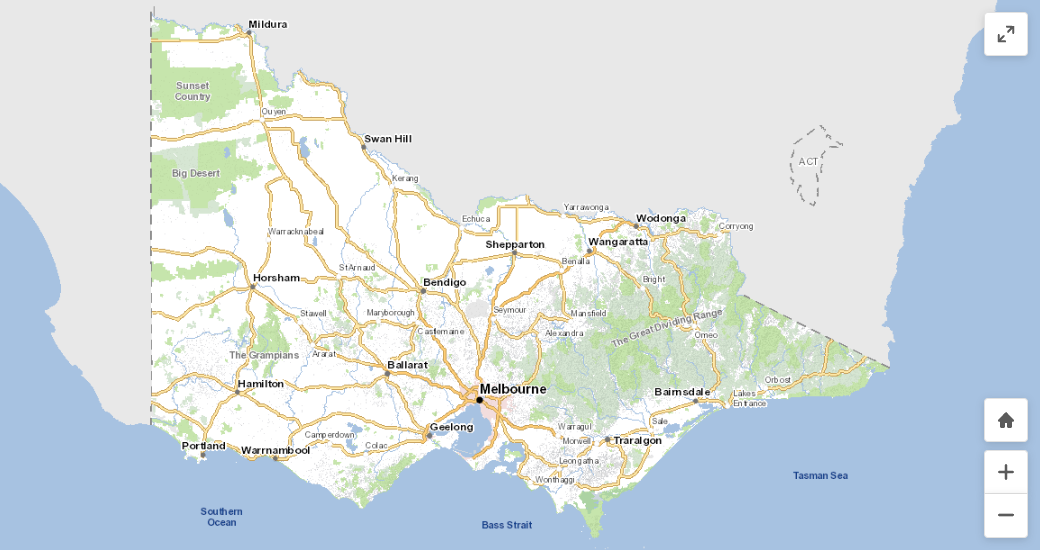 Mildura
Sunset
Country
Ouyen
Swan Hill
ACT
Big Desert
Kerang
Yarrawonga
Echuca
Wodonga
Corryong
Warracknabeal
Shepparton
Wangaratta
Benalla
StArnaud
Horsham
Bendigo
Bright
Stawell
Maryborough
Seymour
Mansfield
The Great Dividing Range
Castlemaine
Alexandra
Omeo
The Grampians
Ararat
Ballarat
Hamilton
Melbourne
Bairnsdale
Orbost
Lakes
Entrance
Geelong
Sale
Warragul
Camperdown
Portland
Warrnambool
Colac
Morwell
Traralgon
Leongatha
Wonthaggi
Tasman Sea
Southern
Ocean
Bass Strait